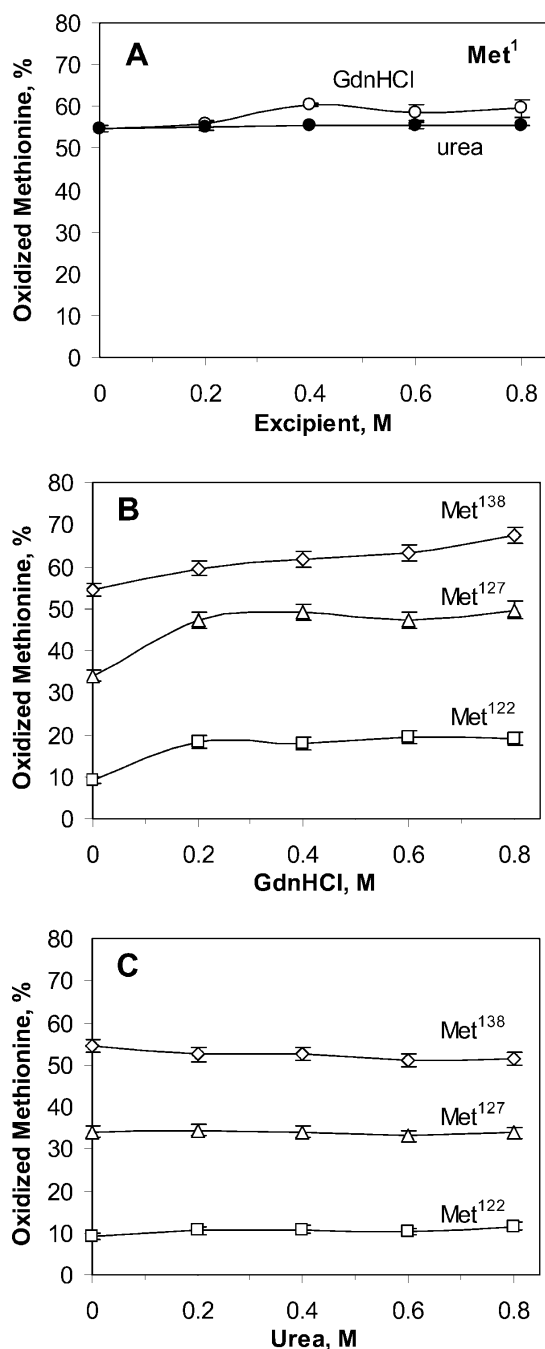 A
Met¹
GdnHCl
urea
Oxidized Methionine, %
80
70
60
50
40
30
20
10
0
0 0.2 0.4 0.6 0.8
Excipient, M
B
Met¹³⁸
Met¹²⁷
Met¹²²
Oxidized Methionine, %
80
70
60
50
40
30
20
10
0
0 0.2 0.4 0.6 0.8
GdnHCl, M
C
Met¹³⁸
Met¹²⁷
Met¹²²
Oxidized Methionine, %
80
70
60
50
40
30
20
10
0
0 0.2 0.4 0.6 0.8
Urea, M